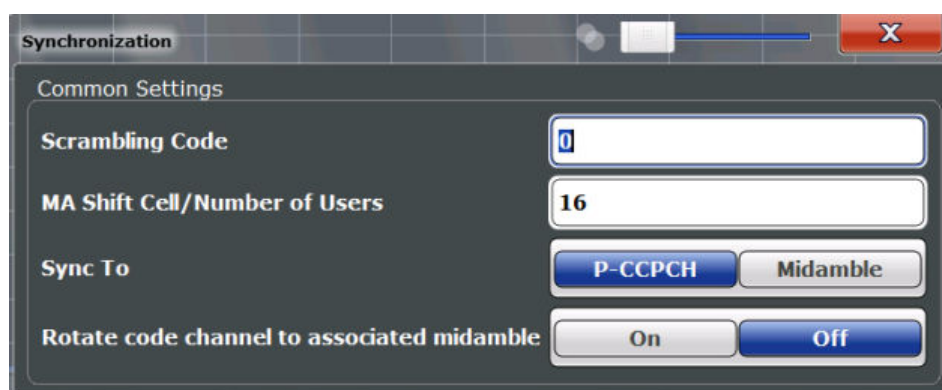 Synchronization
X
Common Settings
Scrambling Code 0
MA Shift Cell/Number of Users 16
Sync To P-CCPCH Midamble
Rotate code channel to associated midamble On Off